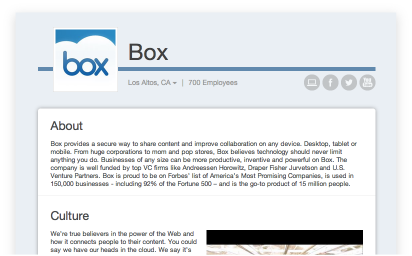 box
Box
Los Altos, CA | 700 Employees
You Tube
About
Box provides a secure way to share content and improve collaboration on any device. Desktop, tablet or
mobile. From huge corporations to mom and pop stores, Box believes technology should never limit
anything you do. Businesses of any size can be more productive, inventive and powerful on Box. The
company is well funded by top VC firms like Andreessen Horowitz, Draper Fisher Jurvetson and U.S.
Venture Partners. Box is proud to be on Forbes' list of America's Most Promising Companies, is used in
150,000 businesses - including 92% of the Fortune 500 – and is the go-to product of 15 million people.
Culture
We're true believers in the power of the Web and
how it connects people to their content. You could
say we have our heads in the cloud. We say it's